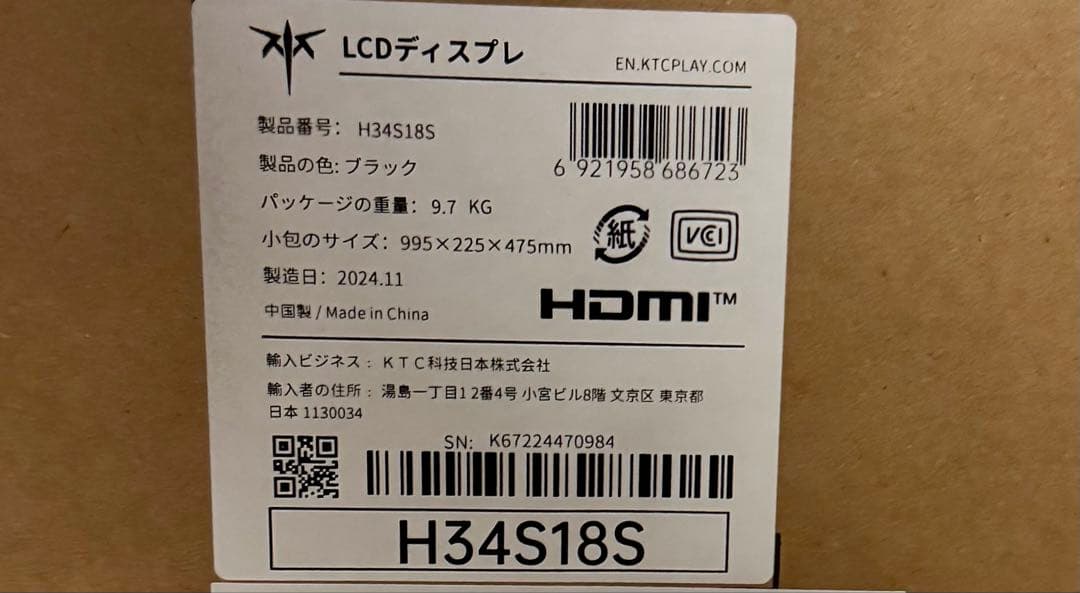 LCDディスプレ
EN.KTCPLAY.COM
製品番号: H34S18S
製品の色: ブラック
パッケージの重量: 9.7 KG
小包のサイズ: 995×225×475mm
製造日: 2024.11
中国製 / Made in China
6 921958 686723
紙
VCCI
HDMI™
輸入ビジネス: KTC科技日本株式会社
輸入者の住所: 湯島一丁目12番4号 小宮ビル8階 文京区 東京都
日本 1130034
SN: K67224470984
H34S18S